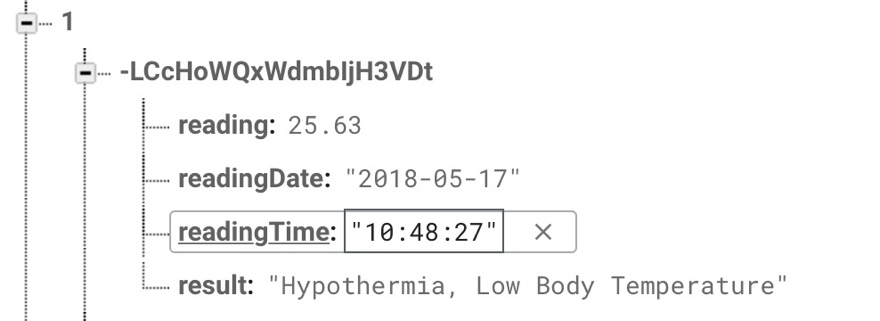 1
-LCcHoWQxWdmbIjH3VDt
reading: 25.63
readingDate: "2018-05-17"
readingTime: "10:48:27" ×
result: "Hypothermia, Low Body Temperature"